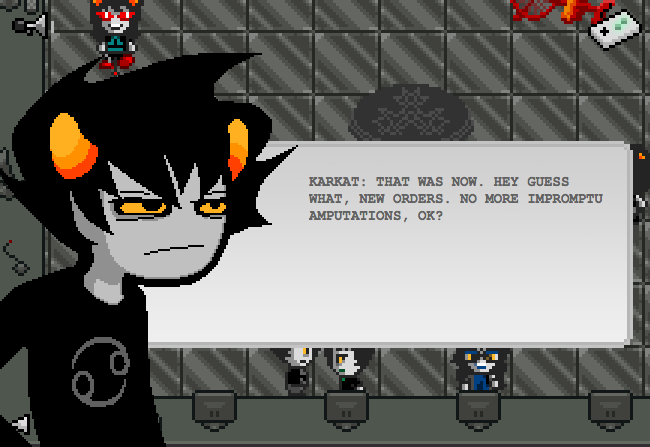 KARKAT: THAT WAS NOW. HEY GUESS
WHAT, NEW ORDERS. NO MORE IMPROMPTU
AMPUTATIONS, OK?